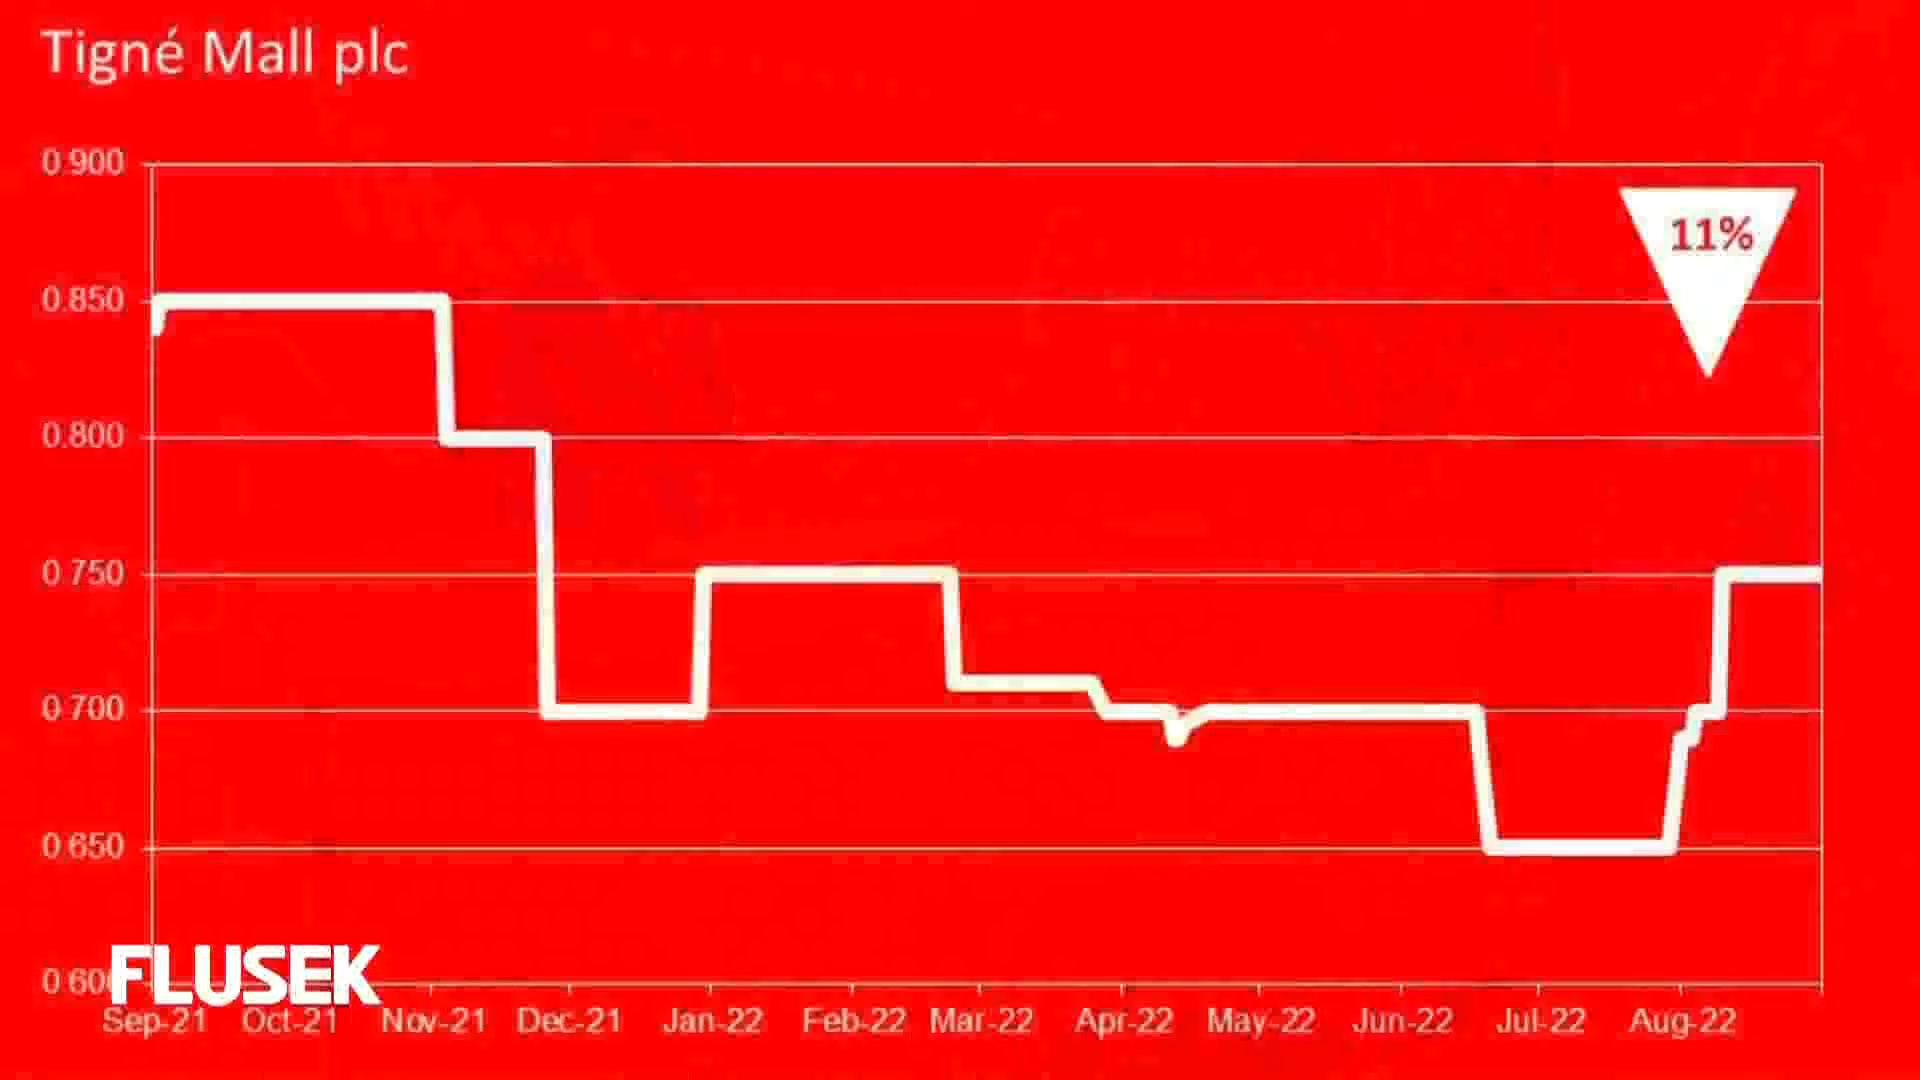 Tigné Mall plc
0.900
11%
0.850
0.800
0.750
0.700
0.650
0.600
FLUSEK
Sep-21 Oct-21 Nov-21 Dec-21 Jan-22 Feb-22 Mar-22 Apr-22 May-22 Jun-22 Jul-22 Aug-22